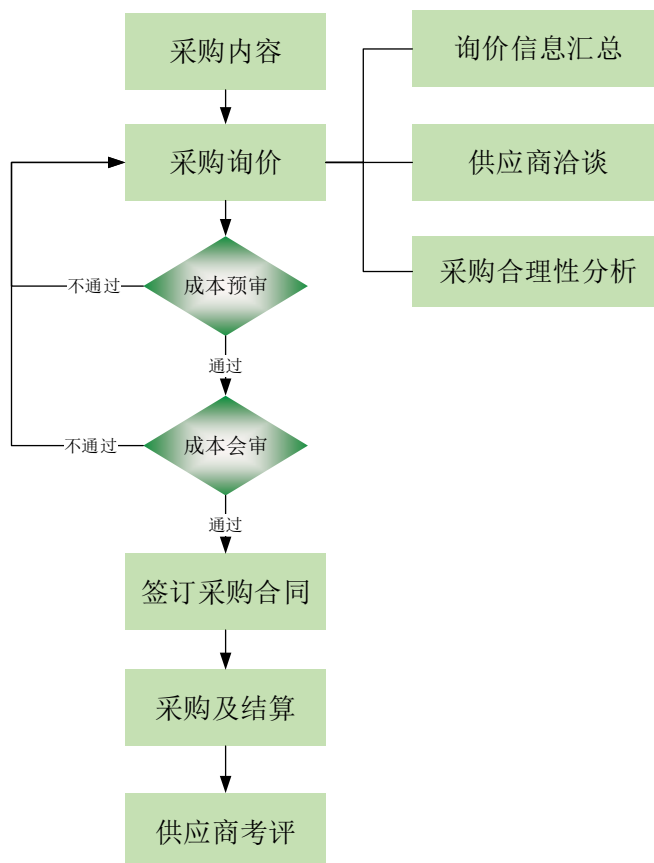 采购内容
询价信息汇总
采购询价
供应商洽谈
采购合理性分析
不通过
成本预审
通过
不通过
成本会审
通过
签订采购合同
采购及结算
供应商考评